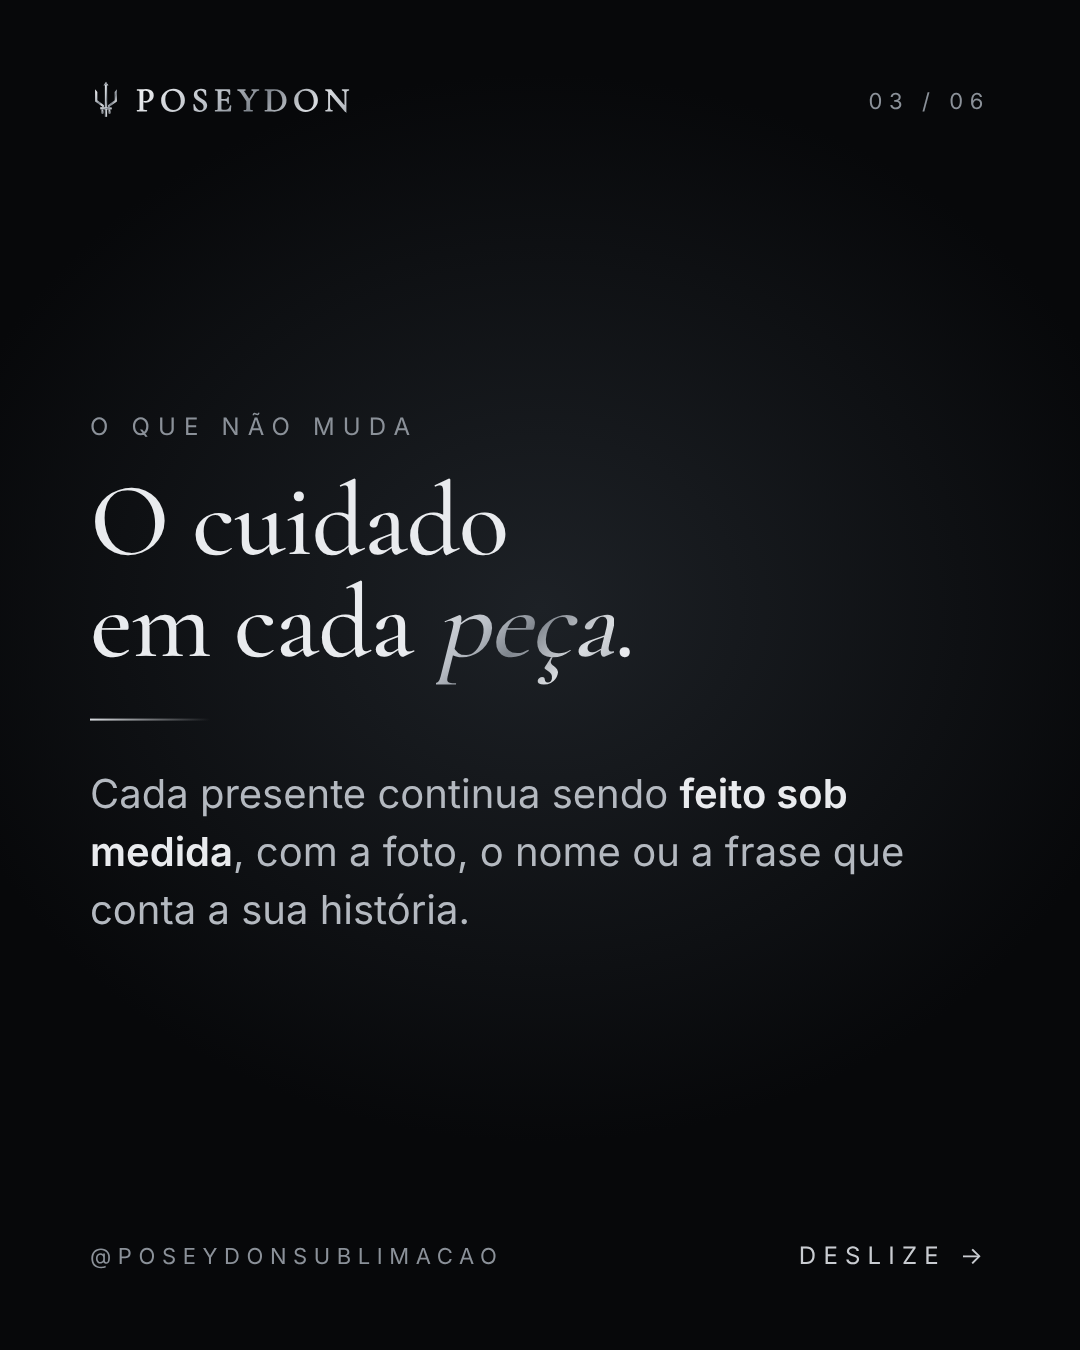 POSEYDON
03 / 06
O QUE NÃO MUDA
O cuidado
em cada peça.
Cada presente continua sendo feito sob
medida, com a foto, o nome ou a frase que
conta a sua história.
@POSEYDONSUBLIMACAO
DESLIZE →